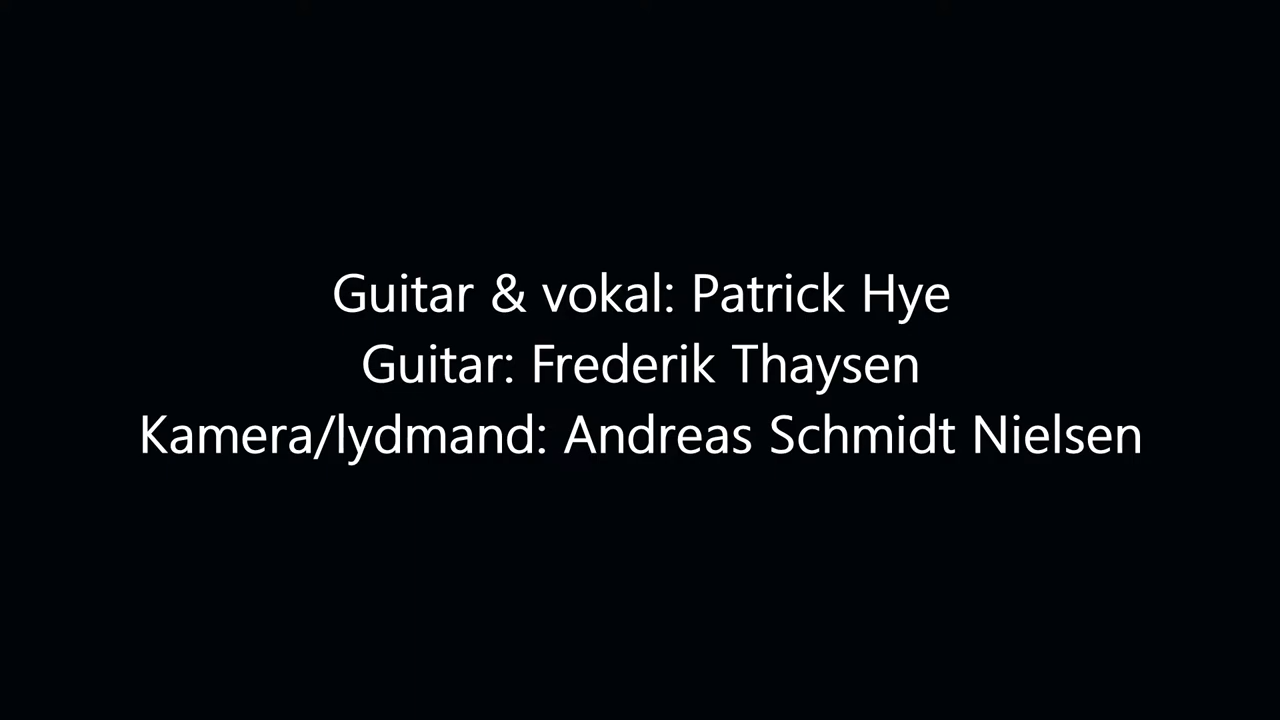 Guitar & vokal: Patrick Hye
Guitar: Frederik Thaysen
Kamera/lydmand: Andreas Schmidt Nielsen